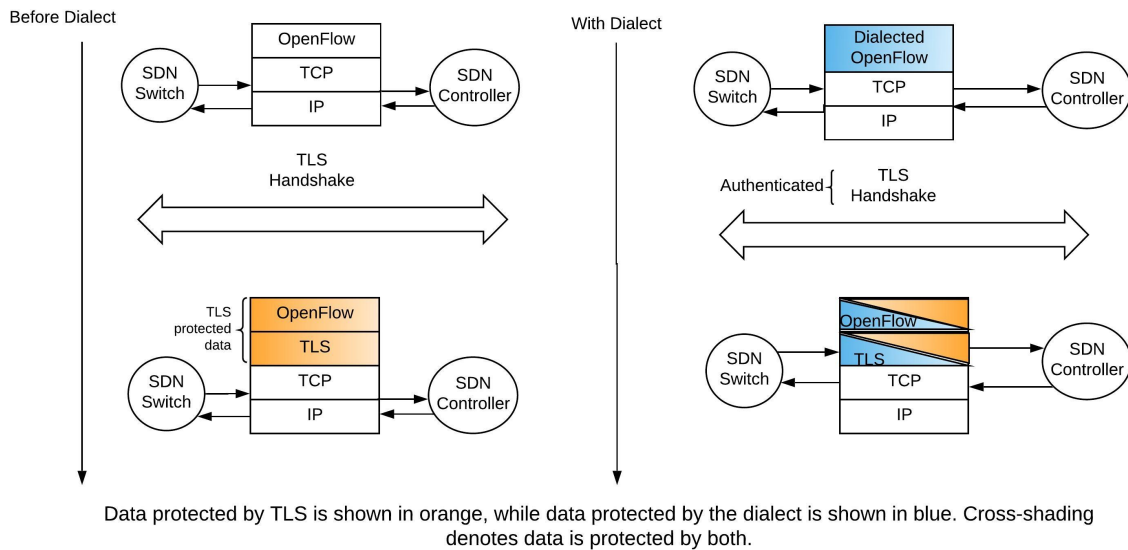 Before Dialect
OpenFlow
TCP
IP
SDN
Switch
SDN
Controller
TLS
Handshake
TLS
protected
data
OpenFlow
TLS
TCP
IP
SDN
Switch
SDN
Controller
With Dialect
Dialected
OpenFlow
TCP
IP
SDN
Switch
SDN
Controller
Authenticated
TLS
Handshake
OpenFlow
TLS
TCP
IP
SDN
Switch
SDN
Controller
Data protected by TLS is shown in orange, while data protected by the dialect is shown in blue. Cross-shading
denotes data is protected by both.